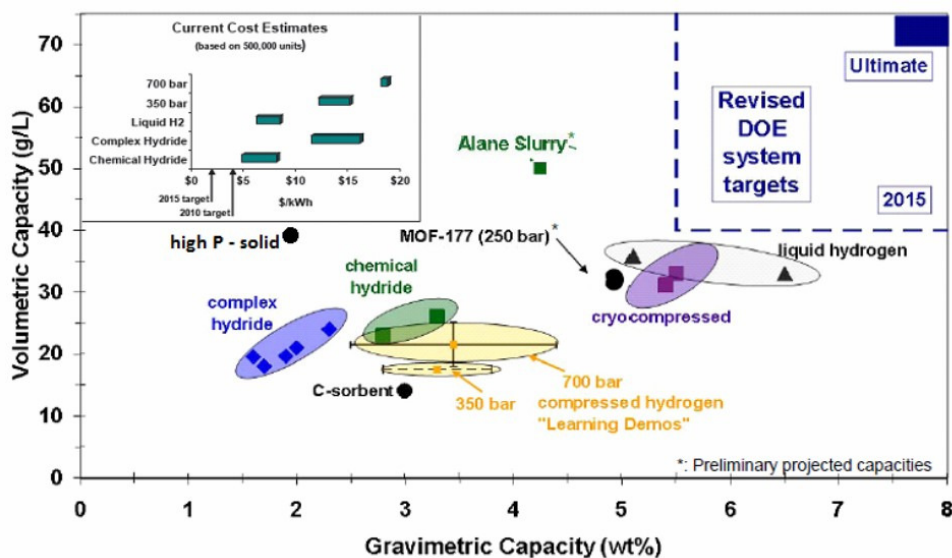 Current Cost Estimates
(based on 500,000 units)
700 bar
350 bar
Liquid H2
Complex Hydride
Chemical Hydride
$0
$5
$10
$15
$20
2015 target
2010 target
$/kWh
Volumetric Capacity (g/L)
70
60
50
40
30
20
10
0
Ultimate
Revised
DOE
system
targets
2015
Alane Slurry*
high P - solid
MOF-177 (250 bar)*
liquid hydrogen
chemical
hydride
complex
hydride
cryo-compressed
C-sorbent
350 bar
700 bar
compressed hydrogen
"Learning Demos"
*: Preliminary projected capacities
0
1
2
3
4
5
6
7
8
Gravimetric Capacity (wt%)